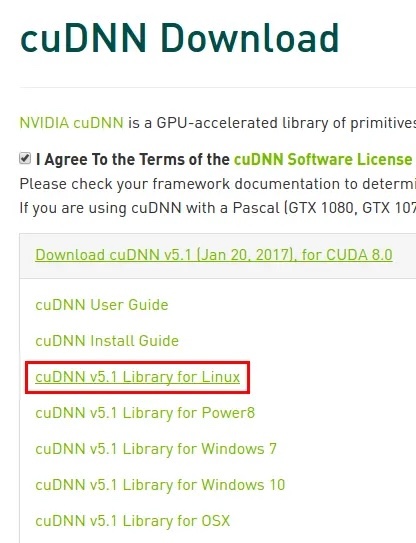 cuDNN Download
NVIDIA cuDNN is a GPU-accelerated library of primitives
I Agree To the Terms of the cuDNN Software License
Please check your framework documentation to determi
If you are using cuDNN with a Pascal (GTX 1080, GTX 107
Download cuDNN v5.1 (Jan 20, 2017), for CUDA 8.0
cuDNN User Guide
cuDNN Install Guide
cuDNN v5.1 Library for Linux
cuDNN v5.1 Library for Power8
cuDNN v5.1 Library for Windows 7
cuDNN v5.1 Library for Windows 10
cuDNN v5.1 Library for OSX